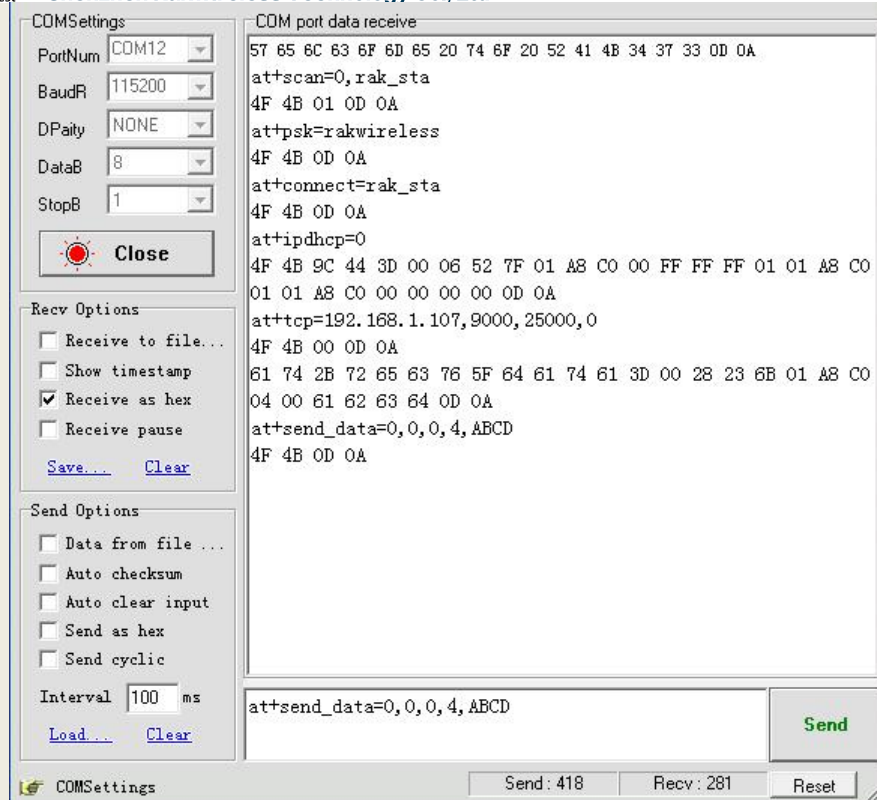 COMSettings
PortNum COM12
BaudR 115200
DPaity NONE
DataB 8
StopB 1
Close
Recv Options
Receive to file...
Show timestamp
Receive as hex
Receive pause
Save... Clear
Send Options
Data from file ...
Auto checksum
Auto clear input
Send as hex
Send cyclic
Interval 100 ms
Load... Clear
COM port data receive
57 65 6C 63 6F 6D 65 20 74 6F 20 52 41 4B 34 37 33 0D 0A
at+scan=0,rak_sta
4F 4B 01 0D 0A
at+psk=rakwireless
4F 4B 0D 0A
at+connect=rak_sta
4F 4B 0D 0A
at+ipdhcp=0
4F 4B 9C 44 3D 00 06 52 7F 01 A8 C0 00 FF FF FF 01 01 A8 C0
01 01 A8 C0 00 00 00 00 0D 0A
at+tcp=192.168.1.107,9000,25000,0
4F 4B 00 0D 0A
61 74 2B 72 65 63 76 5F 64 61 74 61 3D 00 28 23 6B 01 A8 C0
04 00 61 62 63 64 0D 0A
at+send_data=0,0,0,4,ABCD
4F 4B 0D 0A
at+send_data=0,0,0,4,ABCD
Send
COMSettings Send : 418 Recv : 281 Reset